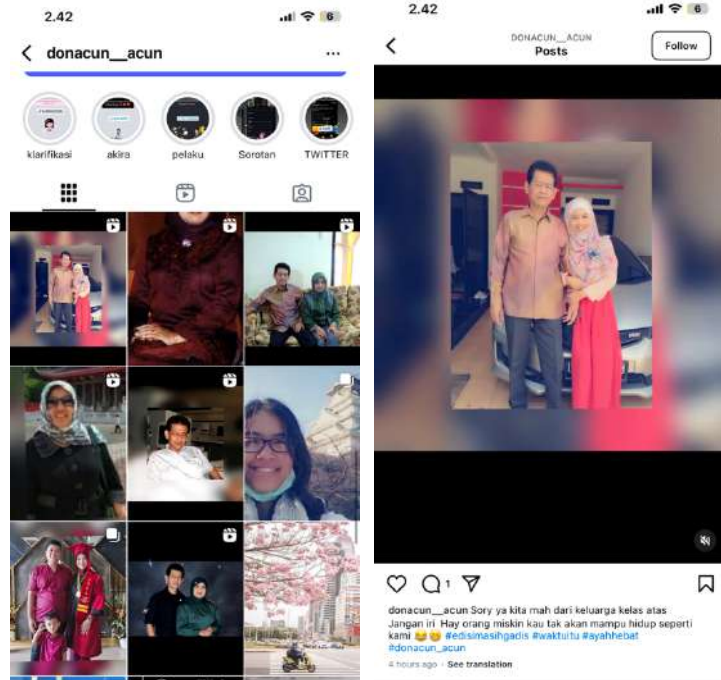 2.42
6
donacun__acun
...
klarifikasi
akira
pelaku
Sorotan
TWITTER
2.42
6
DONACUN__ACUN
Posts
Follow
1
donacun__acun Sory ya kita mah dari keluarga kelas atas
Jangan iri Hay orang miskin kau tak akan mampu hidup seperti
kami 😂😁 #edisimasihgadis #waktuitu #ayahhebat
#donacun_acun
4 hours ago · See translation